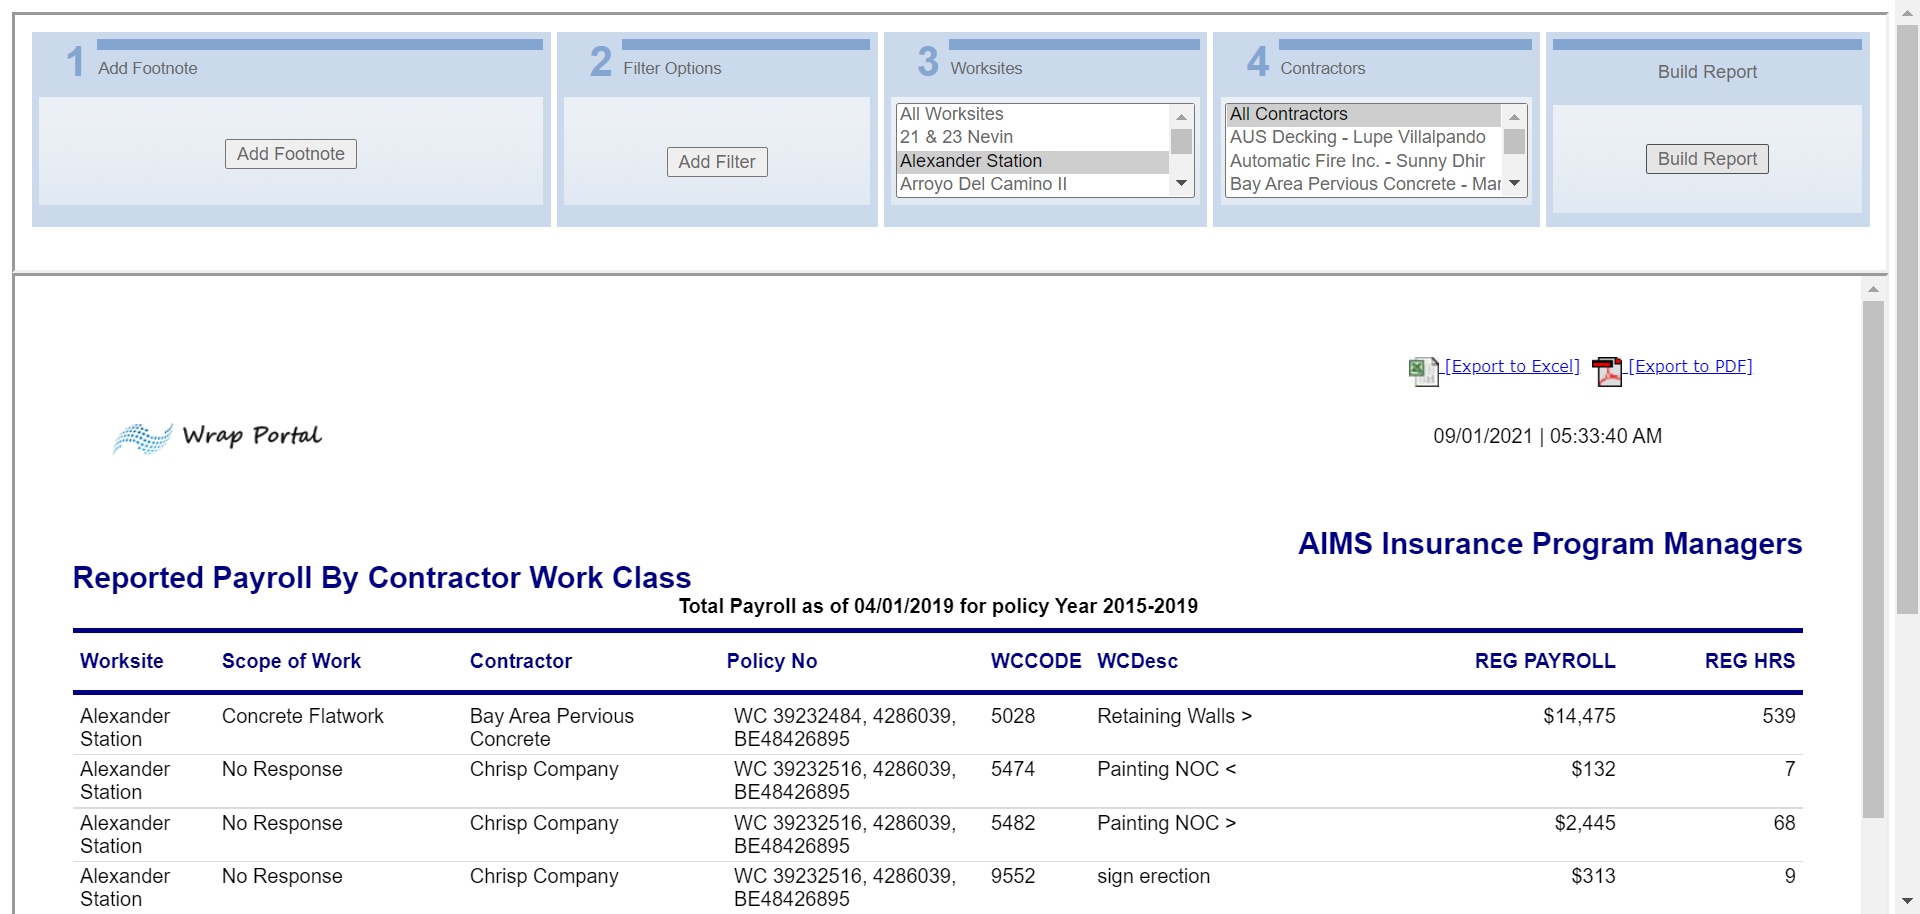 1 Add Footnote
Add Footnote
2 Filter Options
Add Filter
3 Worksites
All Worksites
21 & 23 Nevin
Alexander Station
Arroyo Del Camino II
4 Contractors
All Contractors
AUS Decking - Lupe Villalpando
Automatic Fire Inc. - Sunny Dhir
Bay Area Pervious Concrete - Mar
Build Report
Build Report
[Export to Excel] [Export to PDF]
Wrap Portal
09/01/2021 | 05:33:40 AM
AIMS Insurance Program Managers
Reported Payroll By Contractor Work Class
Total Payroll as of 04/01/2019 for policy Year 2015-2019
Worksite Scope of Work Contractor Policy No WCCODE WCDesc REG PAYROLL REG HRS
Alexander Concrete Flatwork Bay Area Pervious WC 39232484, 4286039, 5028 Retaining Walls > $14,475 539
Station Concrete BE48426895
Alexander No Response Chrisp Company WC 39232516, 4286039, 5474 Painting NOC < $132 7
Station BE48426895
Alexander No Response Chrisp Company WC 39232516, 4286039, 5482 Painting NOC > $2,445 68
Station BE48426895
Alexander No Response Chrisp Company WC 39232516, 4286039, 9552 sign erection $313 9
Station BE48426895